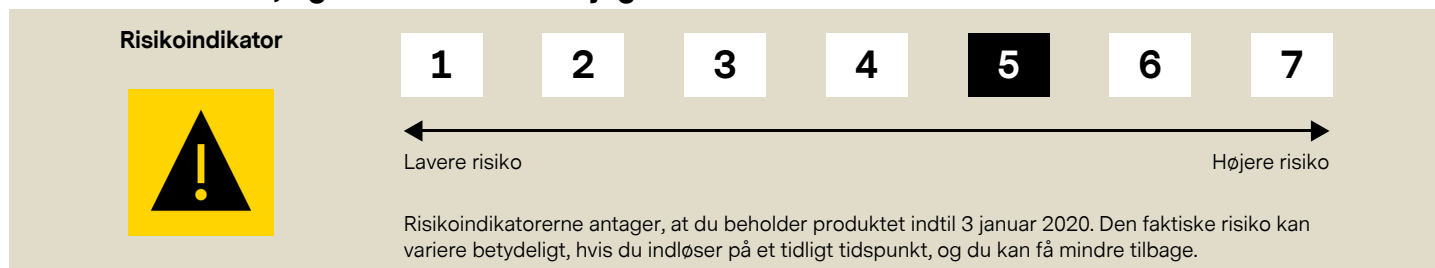 Risikoindikator
1 2 3 4 5 6 7
Lavere risiko Højere risiko
Risikoindikatorerne antager, at du beholder produktet indtil 3 januar 2020. Den faktiske risiko kan
variere betydeligt, hvis du indløser på et tidligt tidspunkt, og du kan få mindre tilbage.